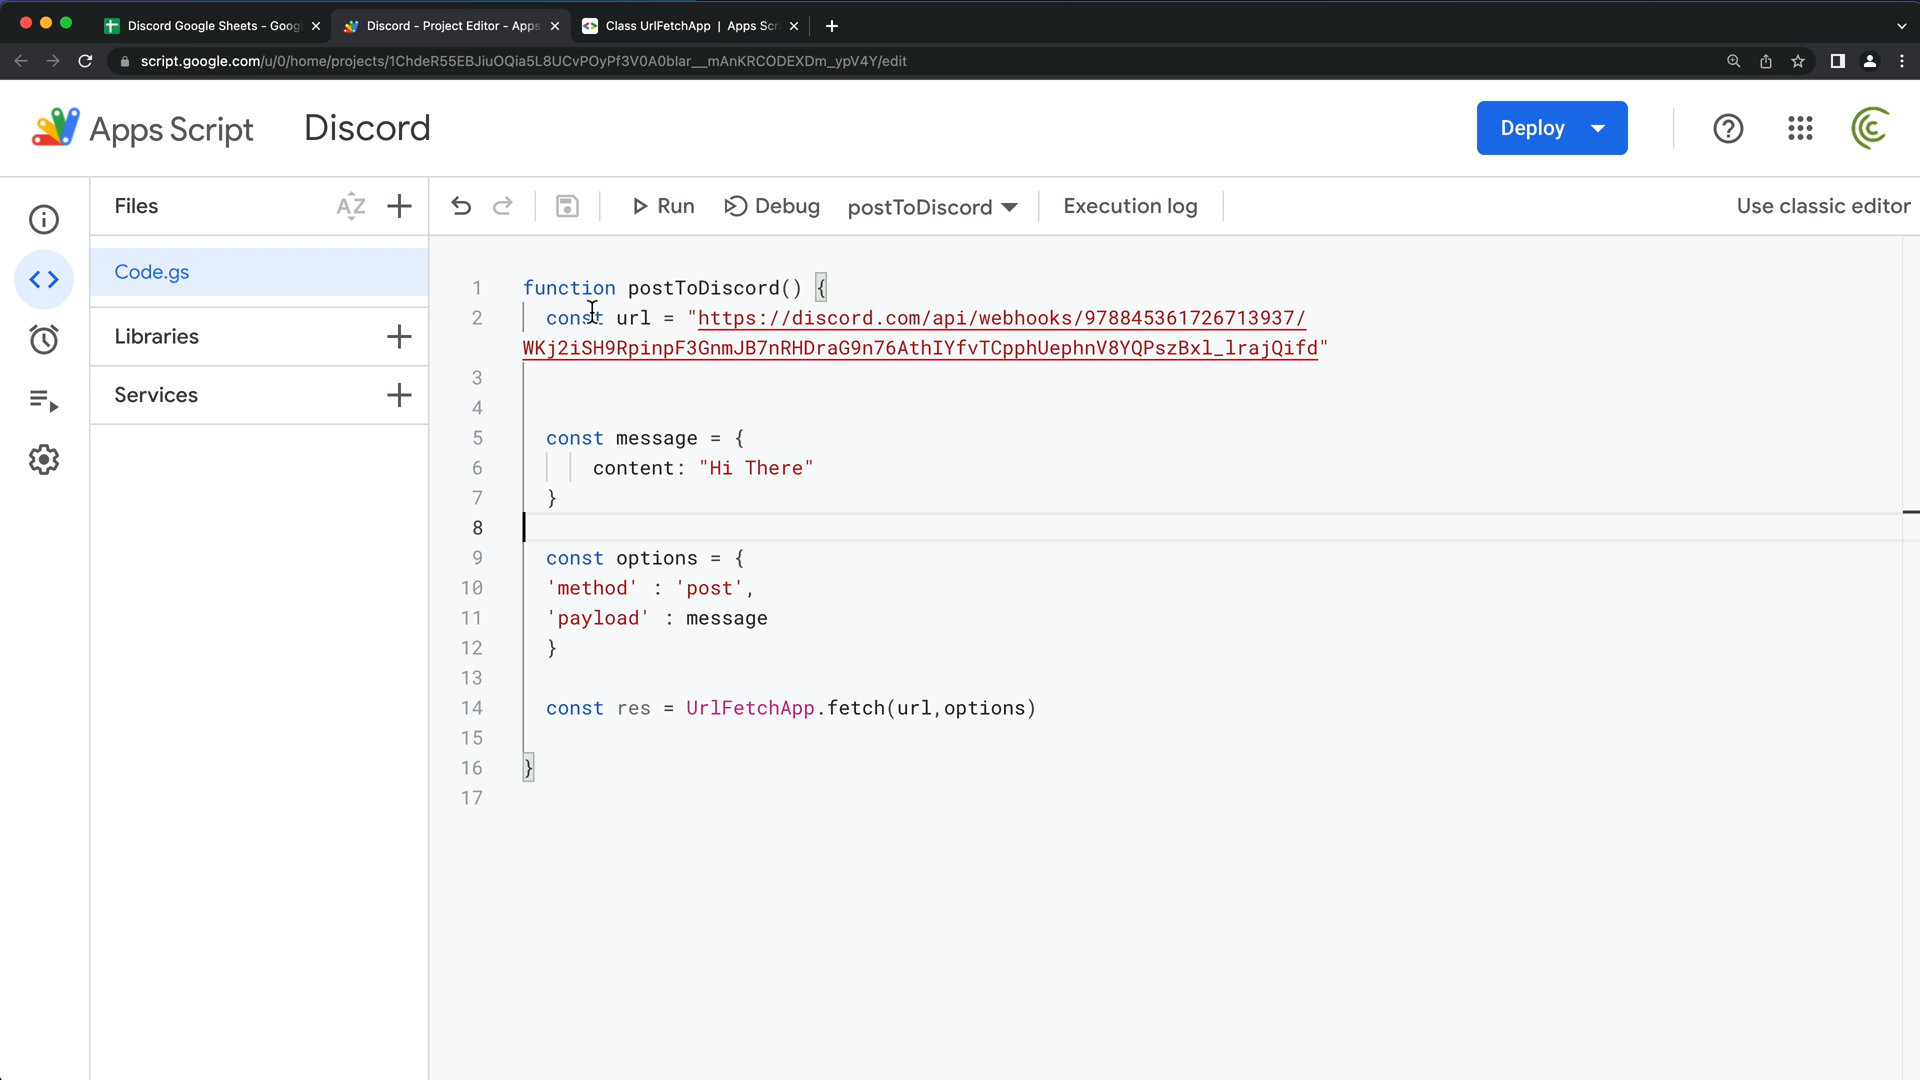 Discord Google Sheets - Goog
Discord - Project Editor - Apps
Class UrlFetchApp | Apps Scri
script.google.com/u/0/home/projects/1ChdeR55EBJiuOQia5L8UCvPOyPf3V0A0blar__mAnKRCODEXDm_ypV4Y/edit
Apps Script
Discord
Deploy
Files
AZ
Run
Debug
postToDiscord
Execution log
Use classic editor
Code.gs
Libraries
Services
1 function postToDiscord() {
2 const url = "https://discord.com/api/webhooks/978845361726713937/
WKj2iSH9RpinpF3GnmJB7nRHDraG9n76AthIYfvTCpphUephnV8YQPszBxl_lrajQifd"
3
4
5 const message = {
6 content: "Hi There"
7 }
8
9 const options = {
10 'method' : 'post',
11 'payload' : message
12 }
13
14 const res = UrlFetchApp.fetch(url,options)
15
16 }
17